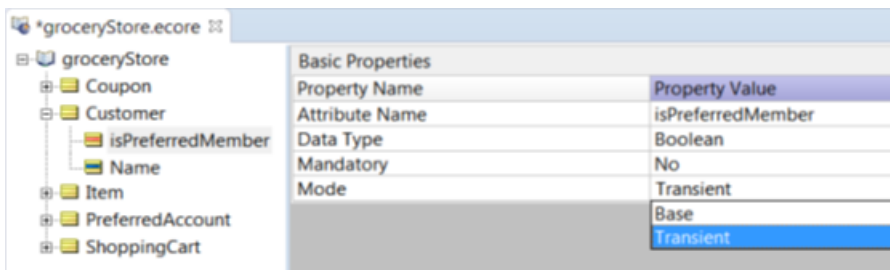 *groceryStore.ecore
groceryStore
Coupon
Customer
isPreferredMember
Name
Item
PreferredAccount
ShoppingCart
Basic Properties
Property Name Property Value
Attribute Name isPreferredMember
Data Type Boolean
Mandatory No
Mode Transient
Base
Transient